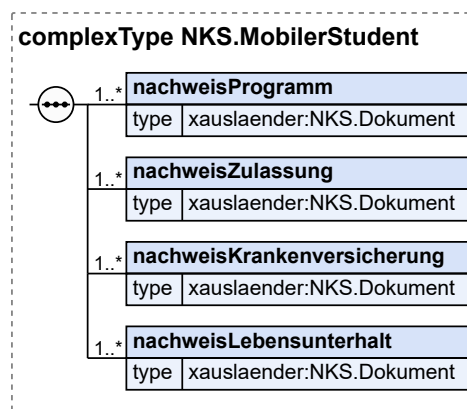 complexType NKS.MobilerStudent
1..* nachweisProgramm
type xauslaender:NKS.Dokument
1..* nachweisZulassung
type xauslaender:NKS.Dokument
1..* nachweisKrankenversicherung
type xauslaender:NKS.Dokument
1..* nachweisLebensunterhalt
type xauslaender:NKS.Dokument